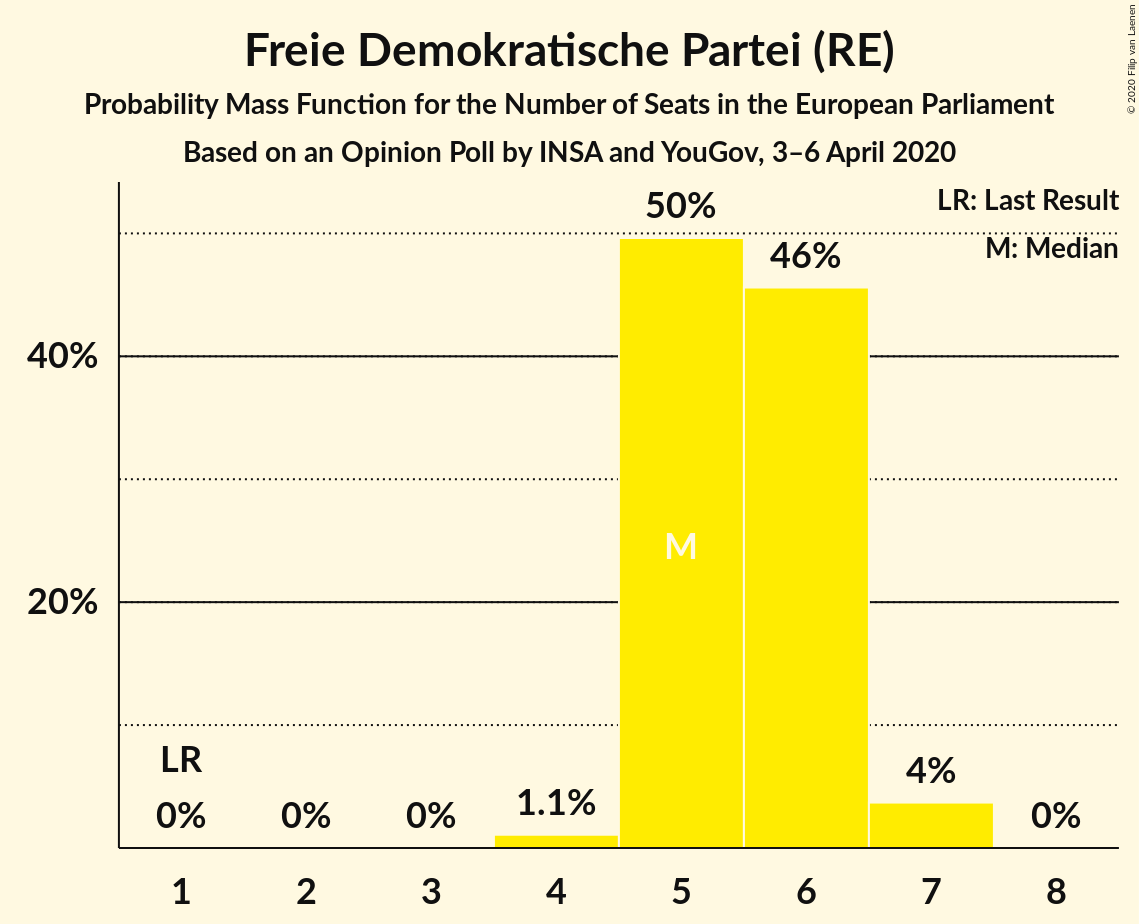 Freie Demokratische Partei (RE)
Probability Mass Function for the Number of Seats in the European Parliament
Based on an Opinion Poll by INSA and YouGov, 3–6 April 2020
© 2020 Filip van Laenen
LR: Last Result
M: Median
50%
46%
40%
M
20%
LR
0%
0%
0%
1.1%
4%
0%
1
2
3
4
5
6
7
8